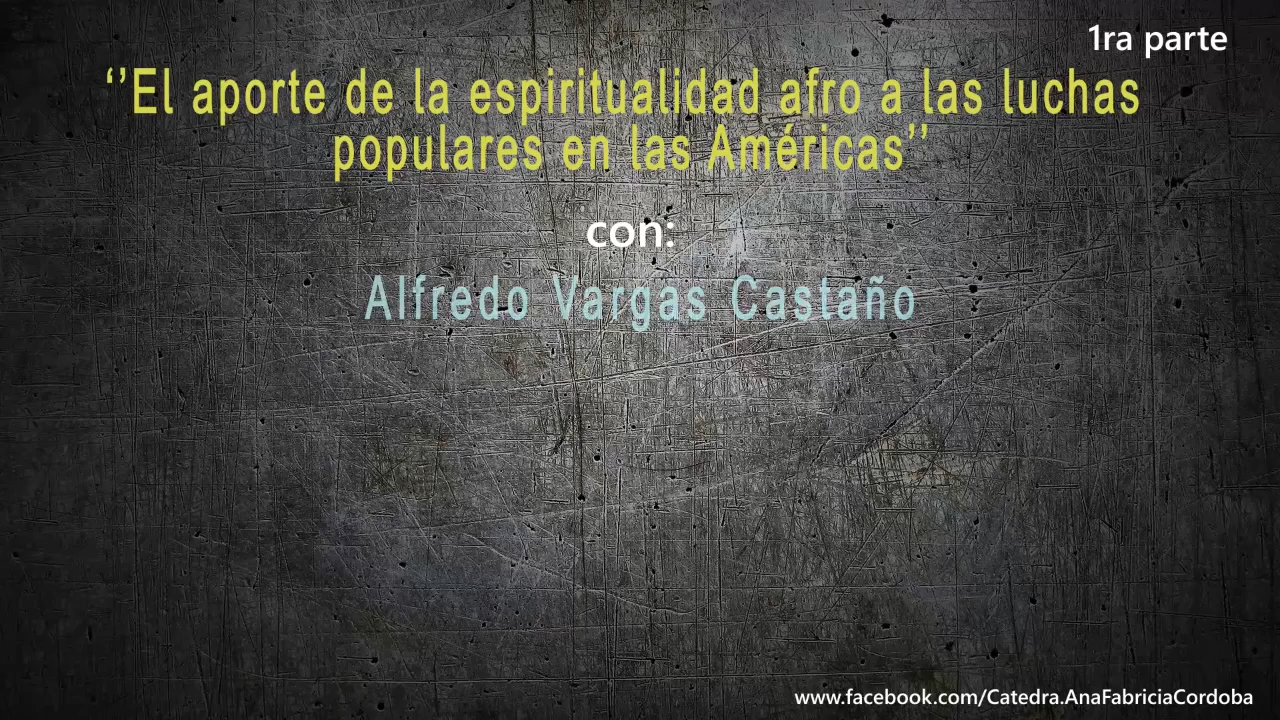 1ra parte
‘’El aporte de la espiritualidad afro a las luchas
populares en las Américas’’
con:
Alfredo Vargas Castaño
www.facebook.com/Catedra.AnaFabriciaCordoba